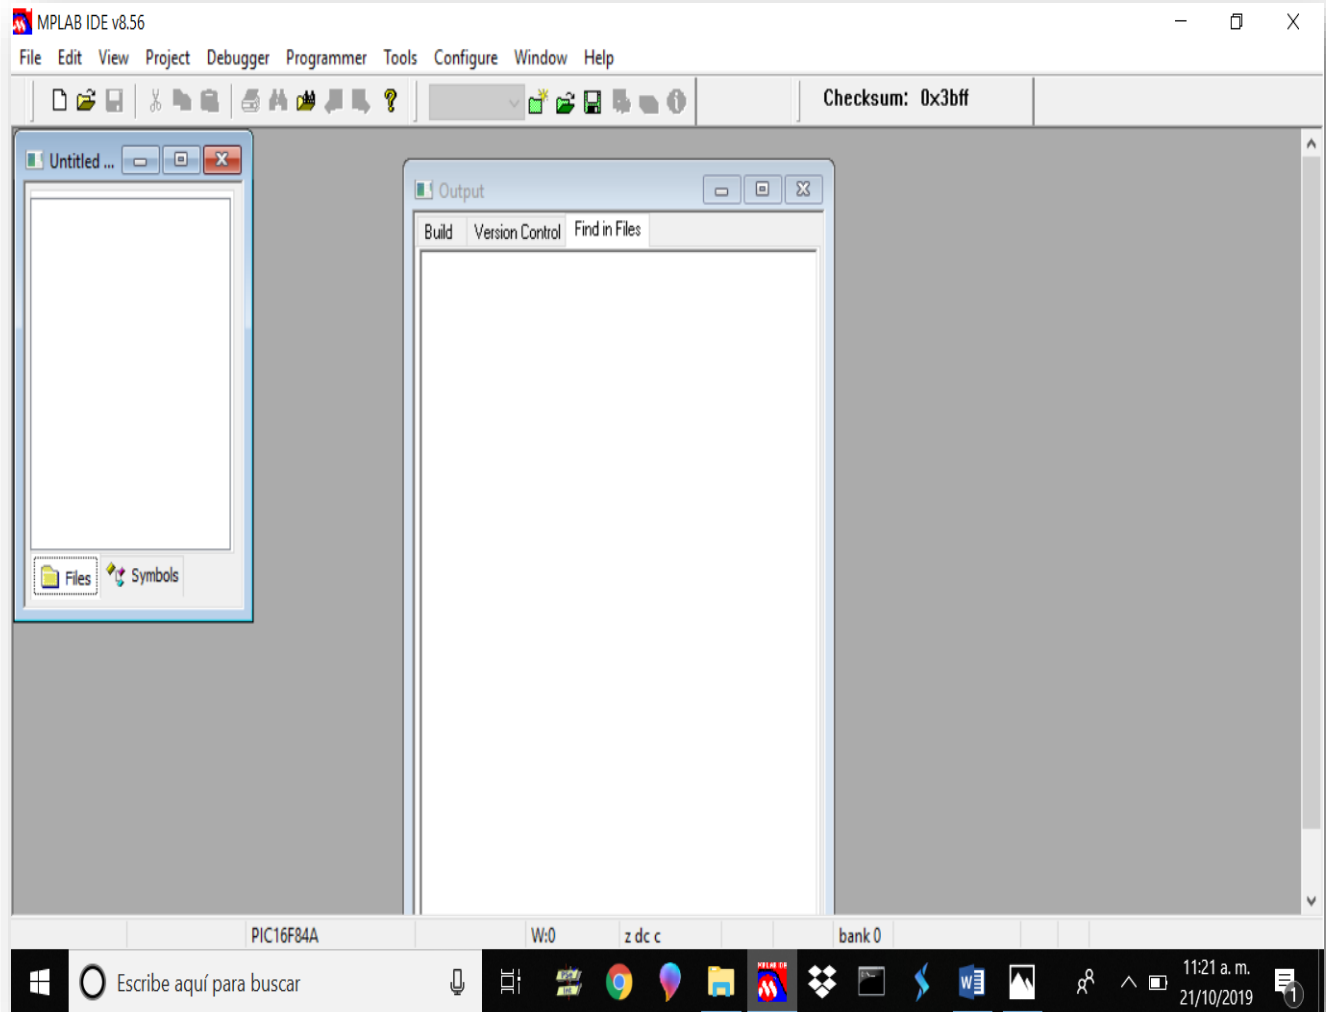 MPLAB IDE v8.56
File Edit View Project Debugger Programmer Tools Configure Window Help
Checksum: 0x3bff
Untitled ...
Output
Build Version Control Find in Files
Files Symbols
PIC16F84A W:0 z dc c bank 0
Escribe aquí para buscar
11:21 a. m.
21/10/2019
1